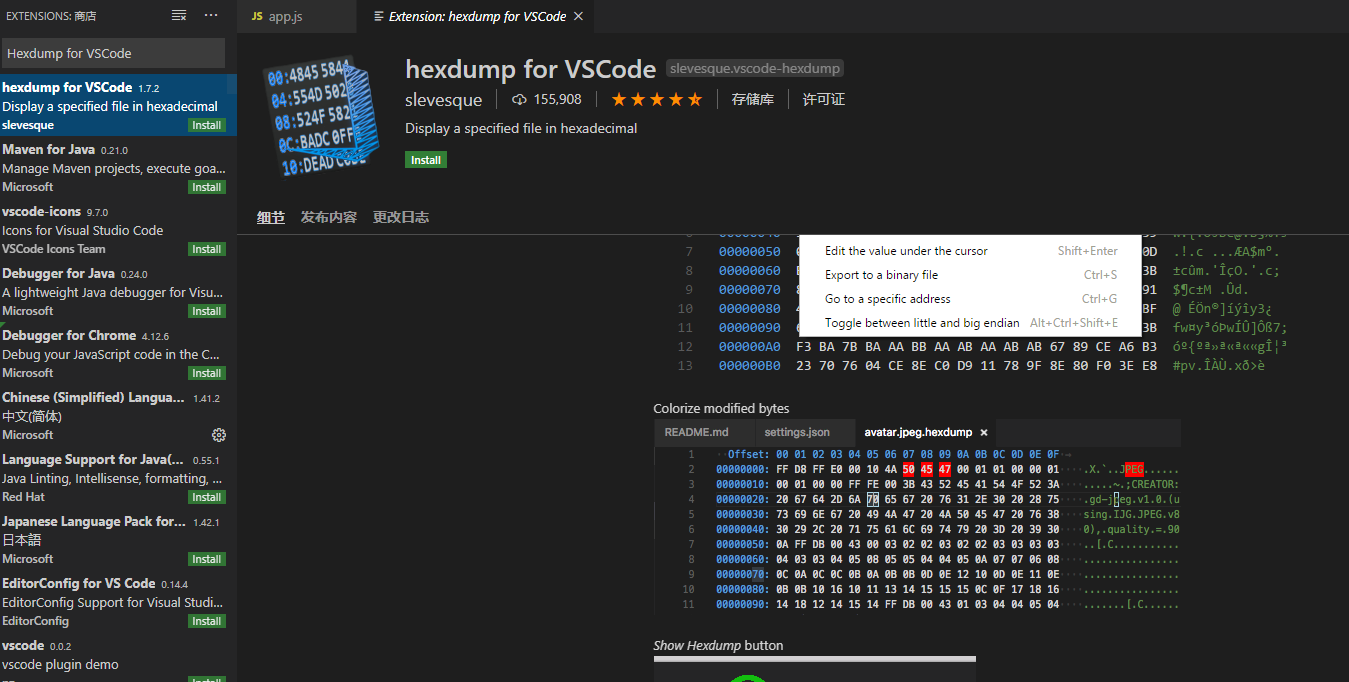 EXTENSIONS: 商店
JS app.js
Extension: hexdump for VSCode
Hexdump for VSCode
hexdump for VSCode 1.7.2
Display a specified file in hexadecimal
slevesque Install
Maven for Java 0.21.0
Manage Maven projects, execute goa...
Microsoft Install
vscode-icons 9.7.0
Icons for Visual Studio Code
VSCode Icons Team Install
Debugger for Java 0.24.0
A lightweight Java debugger for Visu...
Microsoft Install
Debugger for Chrome 4.12.6
Debug your JavaScript code in the C...
Microsoft Install
Chinese (Simplified) Langua... 1.41.2
中文(简体)
Microsoft
Language Support for Java(... 0.55.1
Java Linting, Intellisense, formatting, ...
Red Hat Install
Japanese Language Pack for... 1.42.1
日本語
Microsoft Install
EditorConfig for VS Code 0.14.4
EditorConfig Support for Visual Studi...
EditorConfig Install
vscode 0.0.2
vscode plugin demo
00:4845 5844
04:554D 502
08:524F 582
0C:BADC 0FF
10:DEAD CODE
hexdump for VSCode slevesque.vscode-hexdump
slevesque 155,908 存储库 许可证
Display a specified file in hexadecimal
Install
细节 发布内容 更改日志
7 00000050 0D
8 00000060 3B
9 00000070 91
10 00000080 BF
11 00000090 3B
Edit the value under the cursor Shift+Enter
Export to a binary file Ctrl+S
Go to a specific address Ctrl+G
Toggle between little and big endian Alt+Ctrl+Shift+E
12 000000A0 F3 BA 7B BA AA BB AA AB AA AB AB 67 89 CE A6 B3
13 000000B0 23 70 76 04 CE 8E C0 D9 11 78 9F 8E 80 F0 3E E8
Colorize modified bytes
README.md settings.json avatar.jpeg.hexdump
1 Offset: 00 01 02 03 04 05 06 07 08 09 0A 0B 0C 0D 0E 0F
2 00000000: FF D8 FF E0 00 10 4A 50 45 47 00 01 01 00 00 01 .X.`..JPEG......
3 00000010: 00 01 00 00 FF FE 00 3B 43 52 45 41 54 4F 52 3A .....~.;CREATOR:
4 00000020: 20 67 64 2D 6A 70 65 67 20 76 31 2E 30 20 28 75 .gd-jpeg.v1.0.(u
5 00000030: 73 69 6E 67 20 49 4A 47 20 4A 50 45 47 20 76 38 sing.IJG.JPEG.v8
6 00000040: 30 29 2C 20 71 75 61 6C 69 74 79 20 3D 20 39 30 0),.quality.=.90
7 00000050: 0A FF DB 00 43 00 03 02 02 03 02 02 03 03 03 03 ..[.C...........
8 00000060: 04 03 03 04 05 08 05 05 04 04 05 0A 07 07 06 08 ................
9 00000070: 0C 0A 0C 0C 0B 0A 0B 0B 0D 0E 12 10 0D 0E 11 0E ................
10 00000080: 0B 0B 10 16 10 11 13 14 15 15 15 0C 0F 17 18 16 ................
11 00000090: 14 18 12 14 15 14 FF DB 00 43 01 03 04 04 05 04 .......[.C......
Show Hexdump button